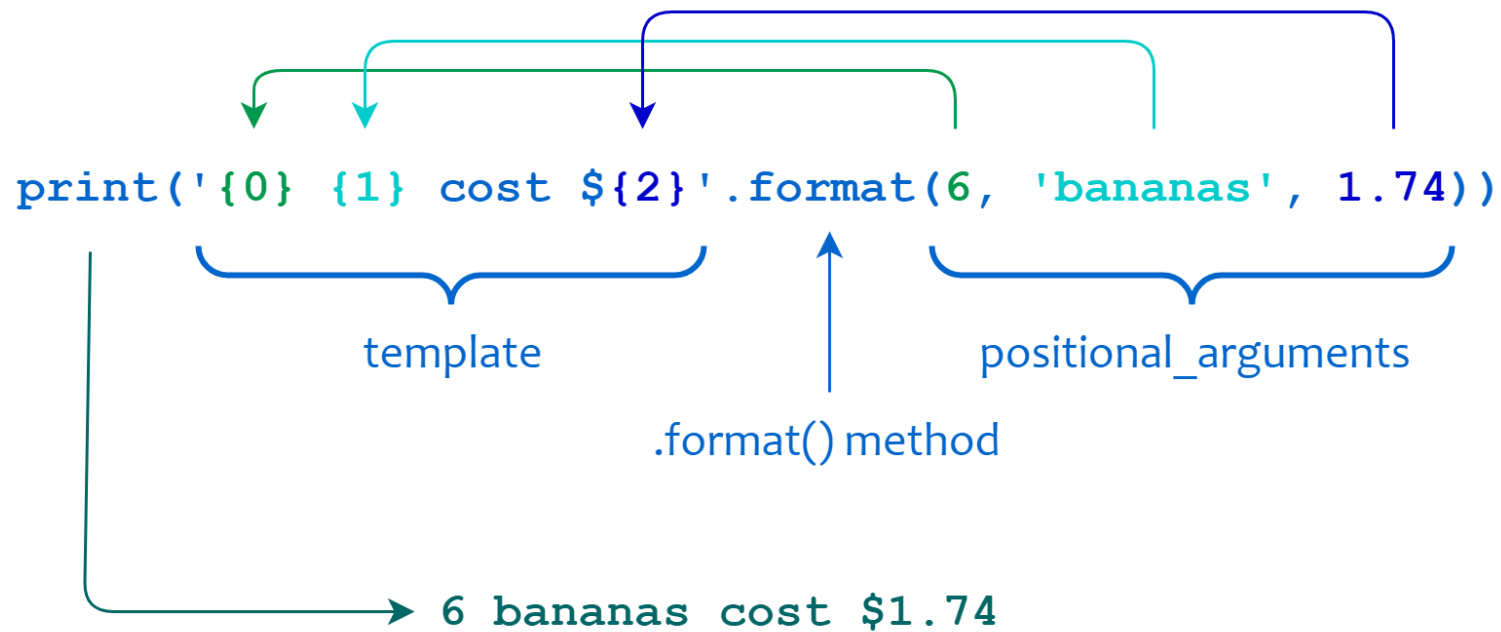 print('{0} {1} cost ${2}'.format(6, 'bananas', 1.74))
template
positional_arguments
.format() method
6 bananas cost $1.74